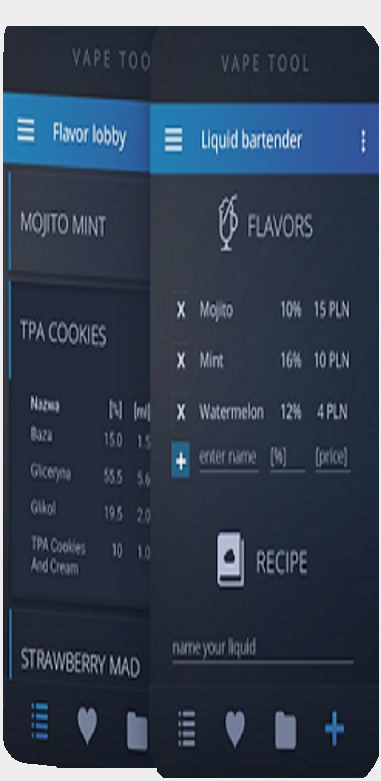 VAPE TOO
Flavor lobby
MOJITO MINT
TPA COOKIES
Nazwa [%] [ml]
Baza 15.0 1.5
Gliceryna 55.5 5.6
Glikol 19.5 2.0
TPA Cookies 10 1.0
And Cream
STRAWBERRY MAD
VAPE TOOL
Liquid bartender
FLAVORS
X Mojito 10% 15 PLN
X Mint 16% 10 PLN
X Watermelon 12% 4 PLN
+ enter name [%] [price]
RECIPE
name your liquid